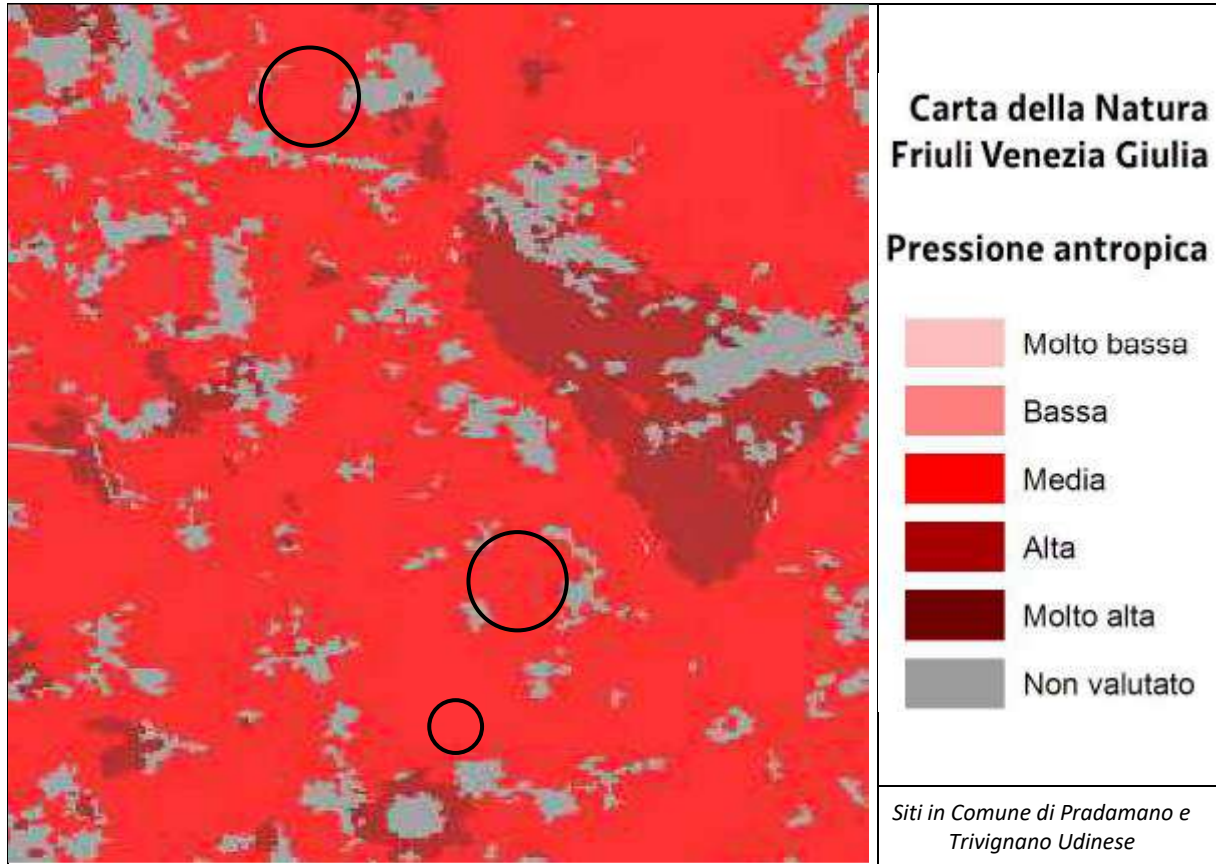 Carta della Natura
Friuli Venezia Giulia
Pressione antropica
Molto bassa
Bassa
Media
Alta
Molto alta
Non valutato
Siti in Comune di Pradamano e
Trivignano Udinese